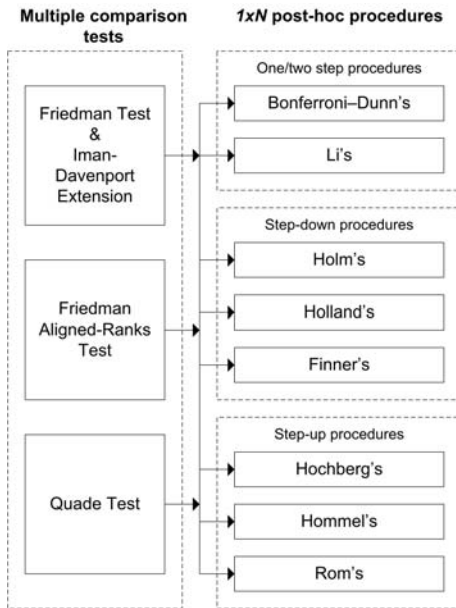 Multiple comparison
tests
1xN post-hoc procedures
Friedman Test
&
Iman-
Davenport
Extension
Friedman
Aligned-Ranks
Test
Quade Test
One/two step procedures
Bonferroni–Dunn's
Li's
Step-down procedures
Holm's
Holland's
Finner's
Step-up procedures
Hochberg's
Hommel's
Rom's